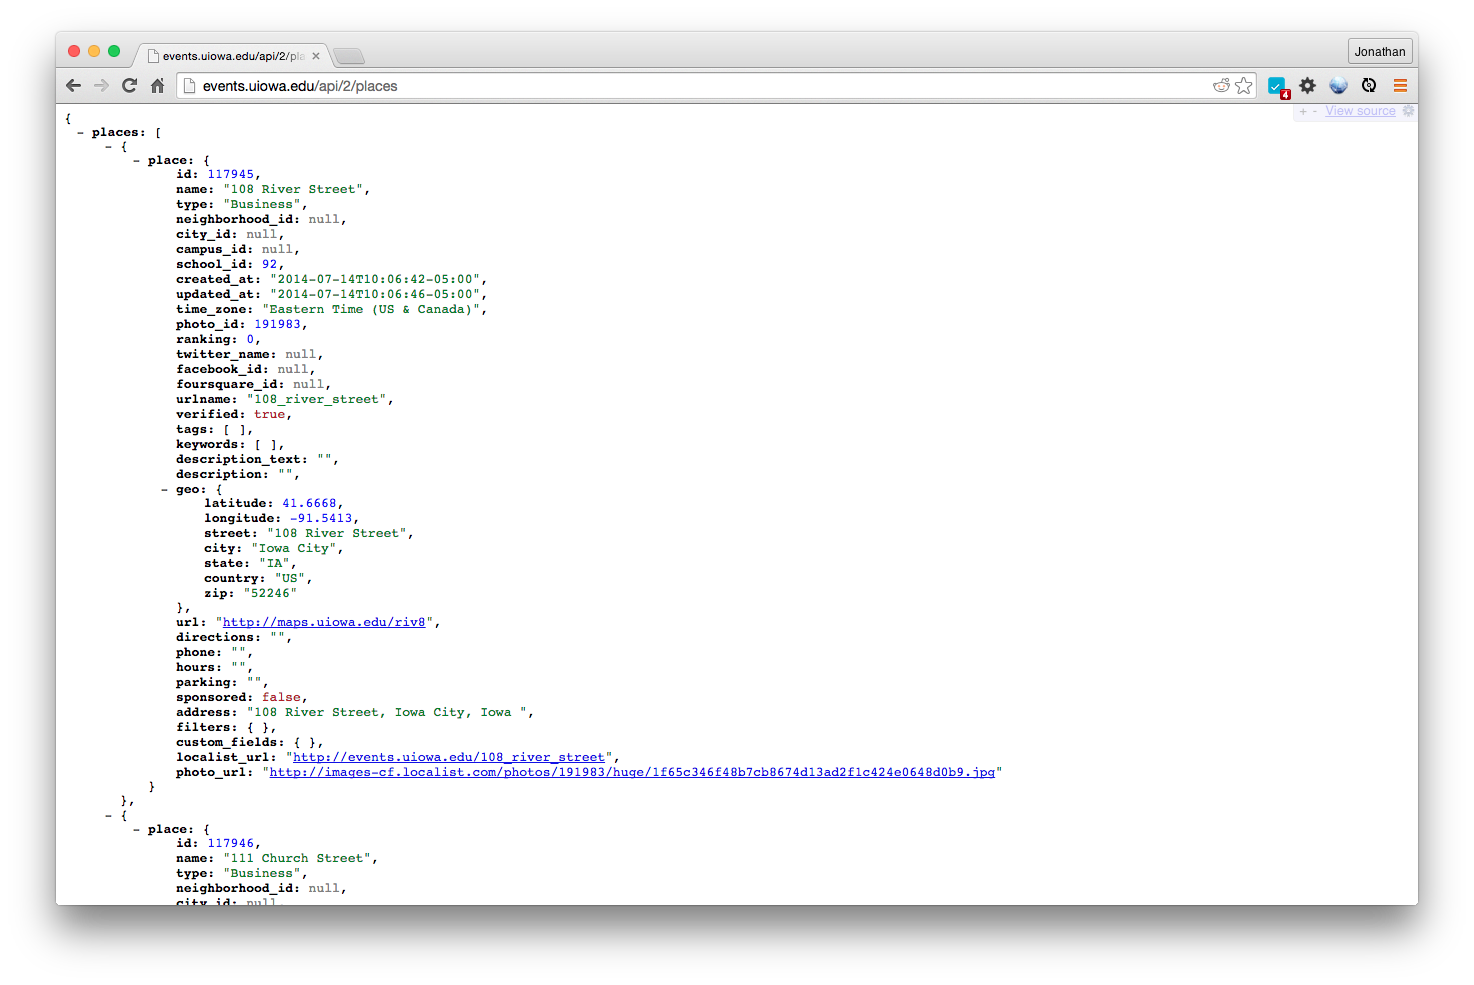 events.uiowa.edu/api/2/pla
Jonathan
events.uiowa.edu/api/2/places
4
+ - View source
{
- places: [
- {
- place: {
id: 117945,
name: "108 River Street",
type: "Business",
neighborhood_id: null,
city_id: null,
campus_id: null,
school_id: 92,
created_at: "2014-07-14T10:06:42-05:00",
updated_at: "2014-07-14T10:06:46-05:00",
time_zone: "Eastern Time (US & Canada)",
photo_id: 191983,
ranking: 0,
twitter_name: null,
facebook_id: null,
foursquare_id: null,
urlname: "108_river_street",
verified: true,
tags: [ ],
keywords: [ ],
description_text: "",
description: "",
- geo: {
latitude: 41.6668,
longitude: -91.5413,
street: "108 River Street",
city: "Iowa City",
state: "IA",
country: "US",
zip: "52246"
},
url: "http://maps.uiowa.edu/riv8",
directions: "",
phone: "",
hours: "",
parking: "",
sponsored: false,
address: "108 River Street, Iowa City, Iowa ",
filters: { },
custom_fields: { },
localist_url: "http://events.uiowa.edu/108_river_street",
photo_url: "http://images-cf.localist.com/photos/191983/huge/1f65c346f48b7cb8674d13ad2f1c424e0648d0b9.jpg"
}
},
- {
- place: {
id: 117946,
name: "111 Church Street",
type: "Business",
neighborhood_id: null,
city_id: null,